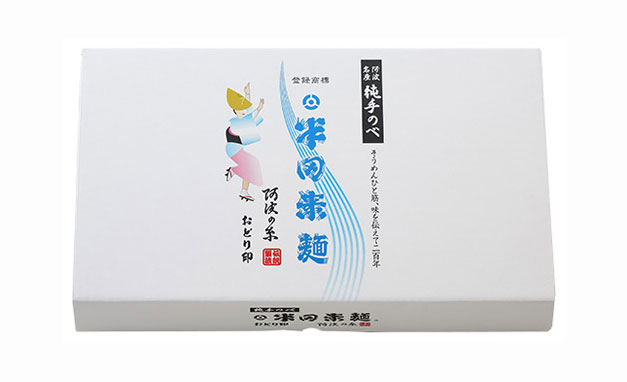 阿波
名産
純手のべ
そうめんひと筋、味を伝えて二百年
登録商標
半田素麺
阿波の糸
おどり印
純手のべ
半田素麺
おどり印
阿波の糸